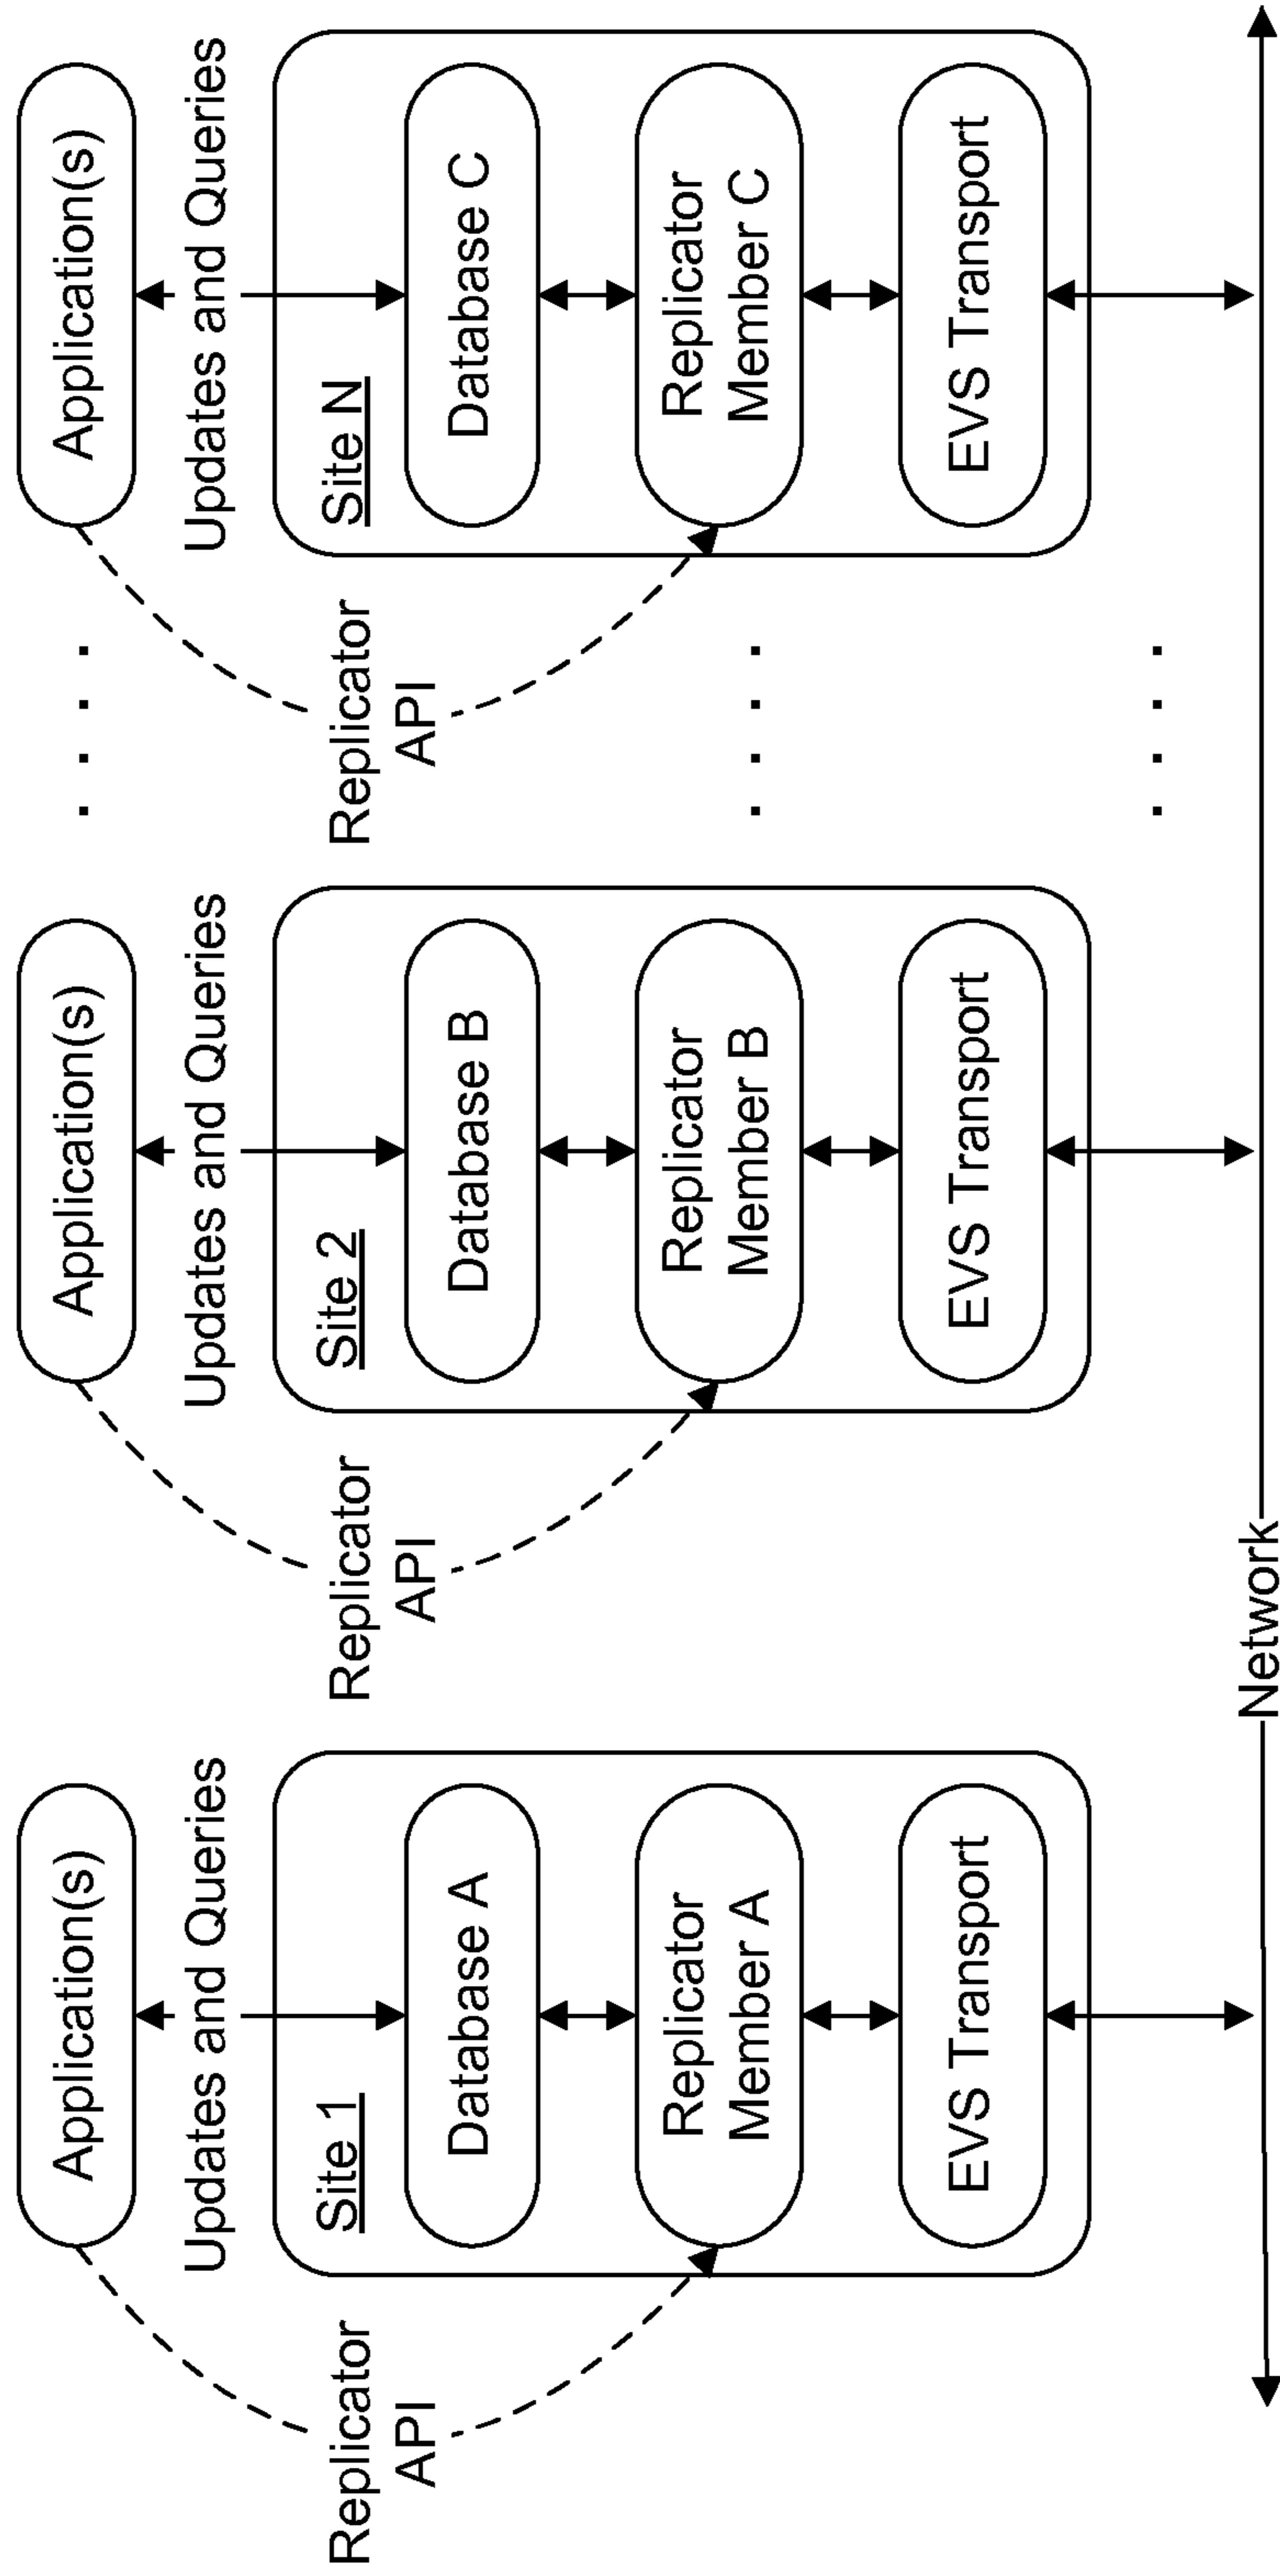 Application(s)
Updates and Queries
Site 1
Database A
Replicator
Member A
EVS Transport
Replicator
API
Application(s)
Updates and Queries
Site 2
Database B
Replicator
Member B
EVS Transport
Replicator
API
Application(s)
Updates and Queries
Site N
Database C
Replicator
Member C
EVS Transport
Replicator
API
Network